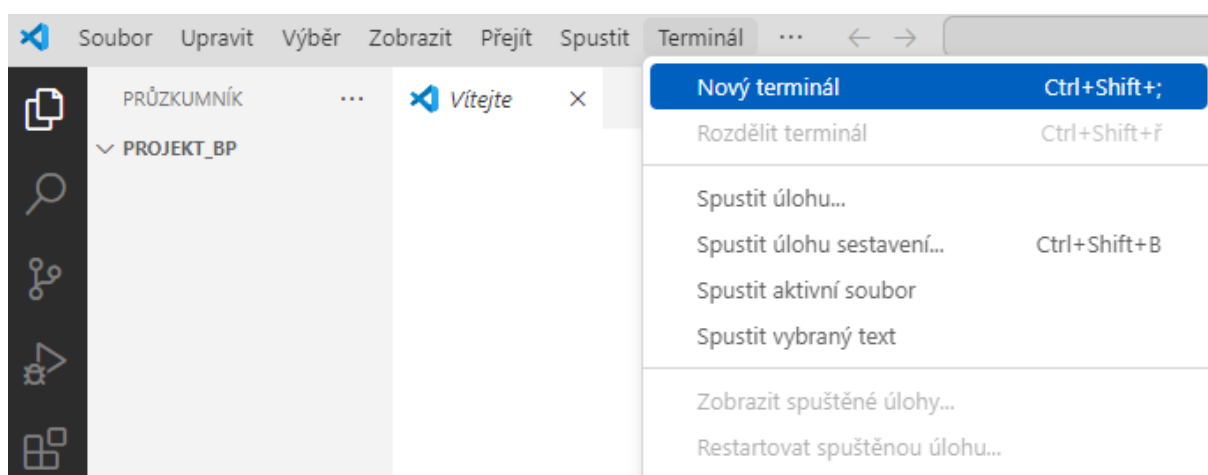 Soubor Upravit Výběr Zobrazit Přejít Spustit Terminál ...
PRŮZKUMNÍK ...
PROJEKT_BP
Vítejte
Nový terminál Ctrl+Shift+;
Rozdělit terminál Ctrl+Shift+ř
Spustit úlohu...
Spustit úlohu sestavení... Ctrl+Shift+B
Spustit aktivní soubor
Spustit vybraný text
Zobrazit spuštěné úlohy...
Restartovat spuštěnou úlohu...